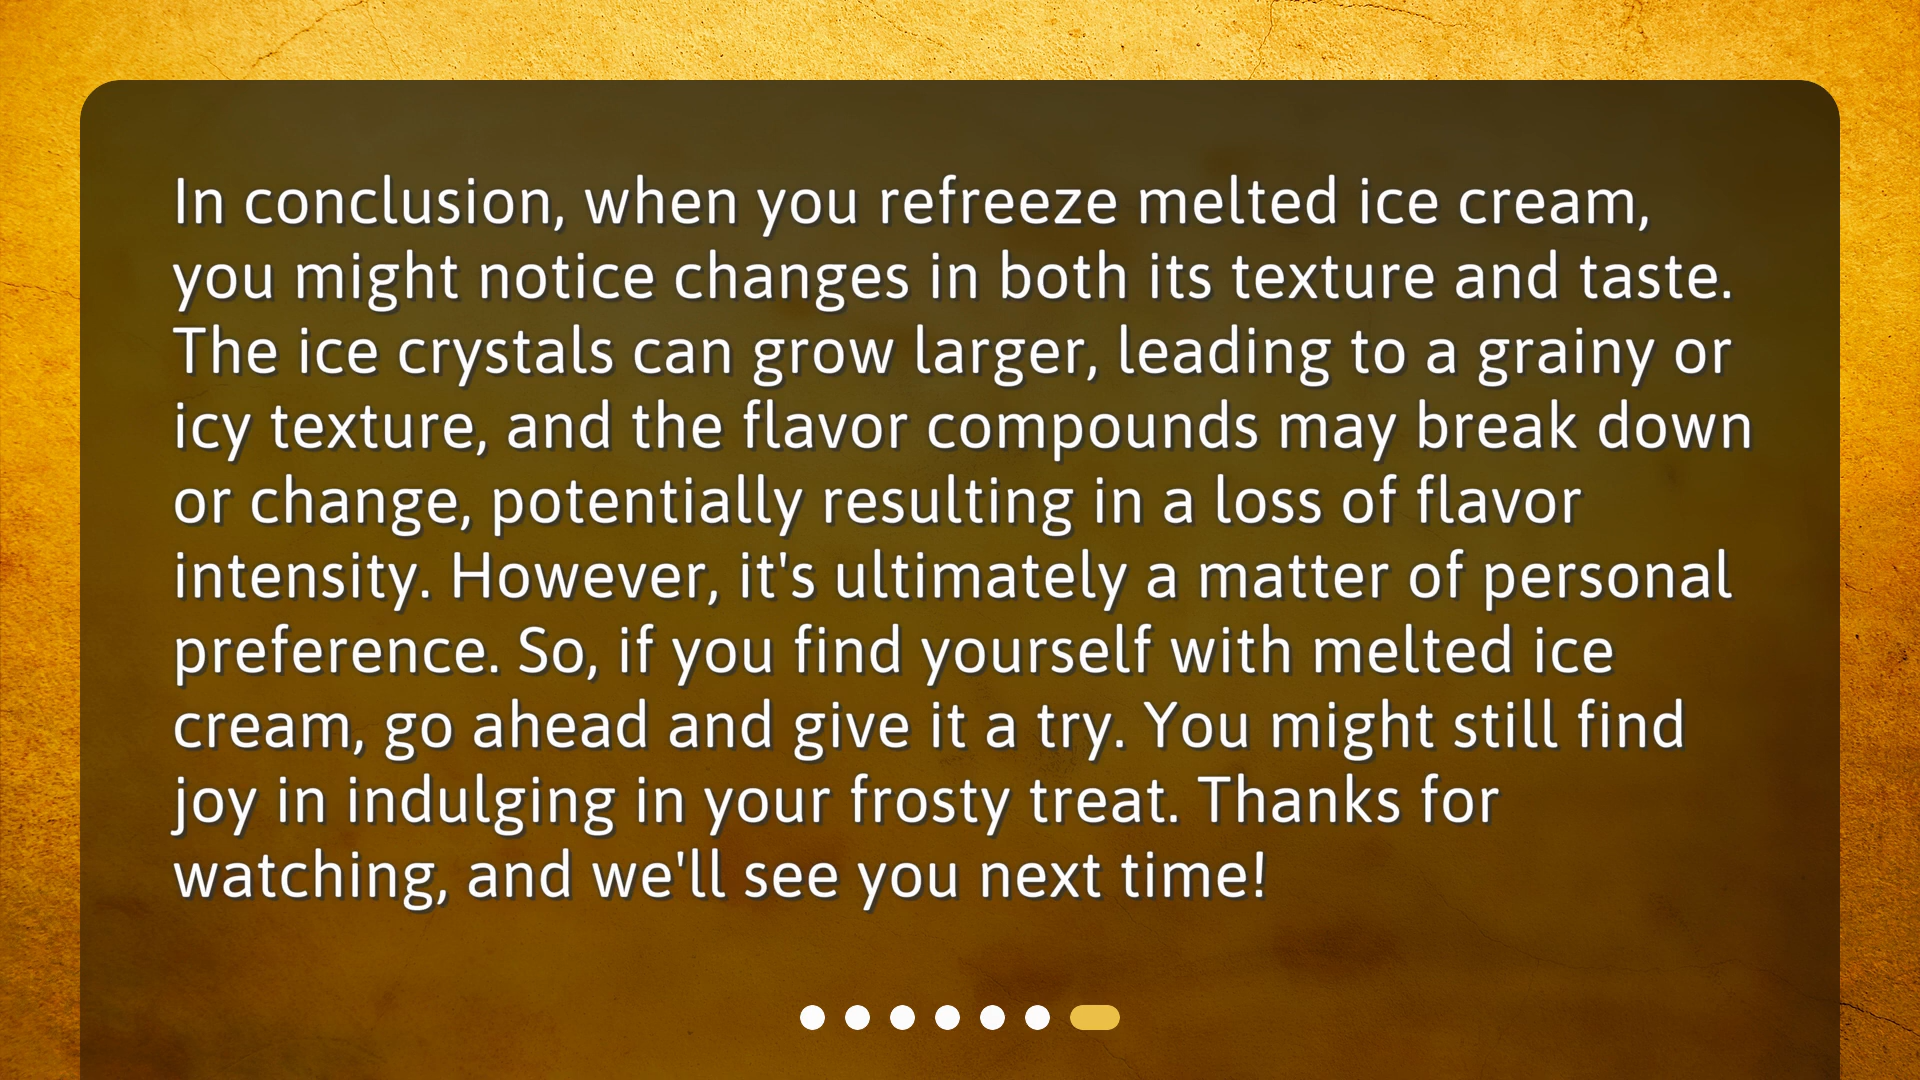 In conclusion, when you refreeze melted ice cream,
you might notice changes in both its texture and taste.
The ice crystals can grow larger, leading to a grainy or
icy texture, and the flavor compounds may break down
or change, potentially resulting in a loss of flavor
intensity. However, it's ultimately a matter of personal
preference. So, if you find yourself with melted ice
cream, go ahead and give it a try. You might still find
joy in indulging in your frosty treat. Thanks for
watching, and we'll see you next time!